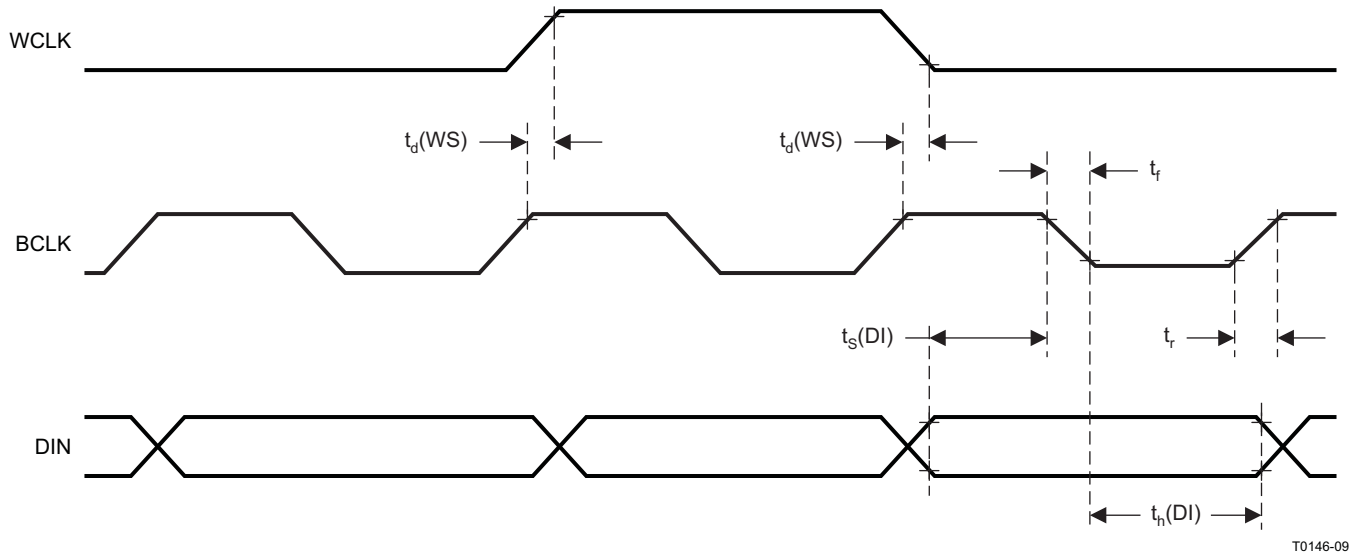 WCLK
td(WS)
td(WS)
tf
BCLK
tS(DI)
tr
DIN
th(DI)
T0146-09